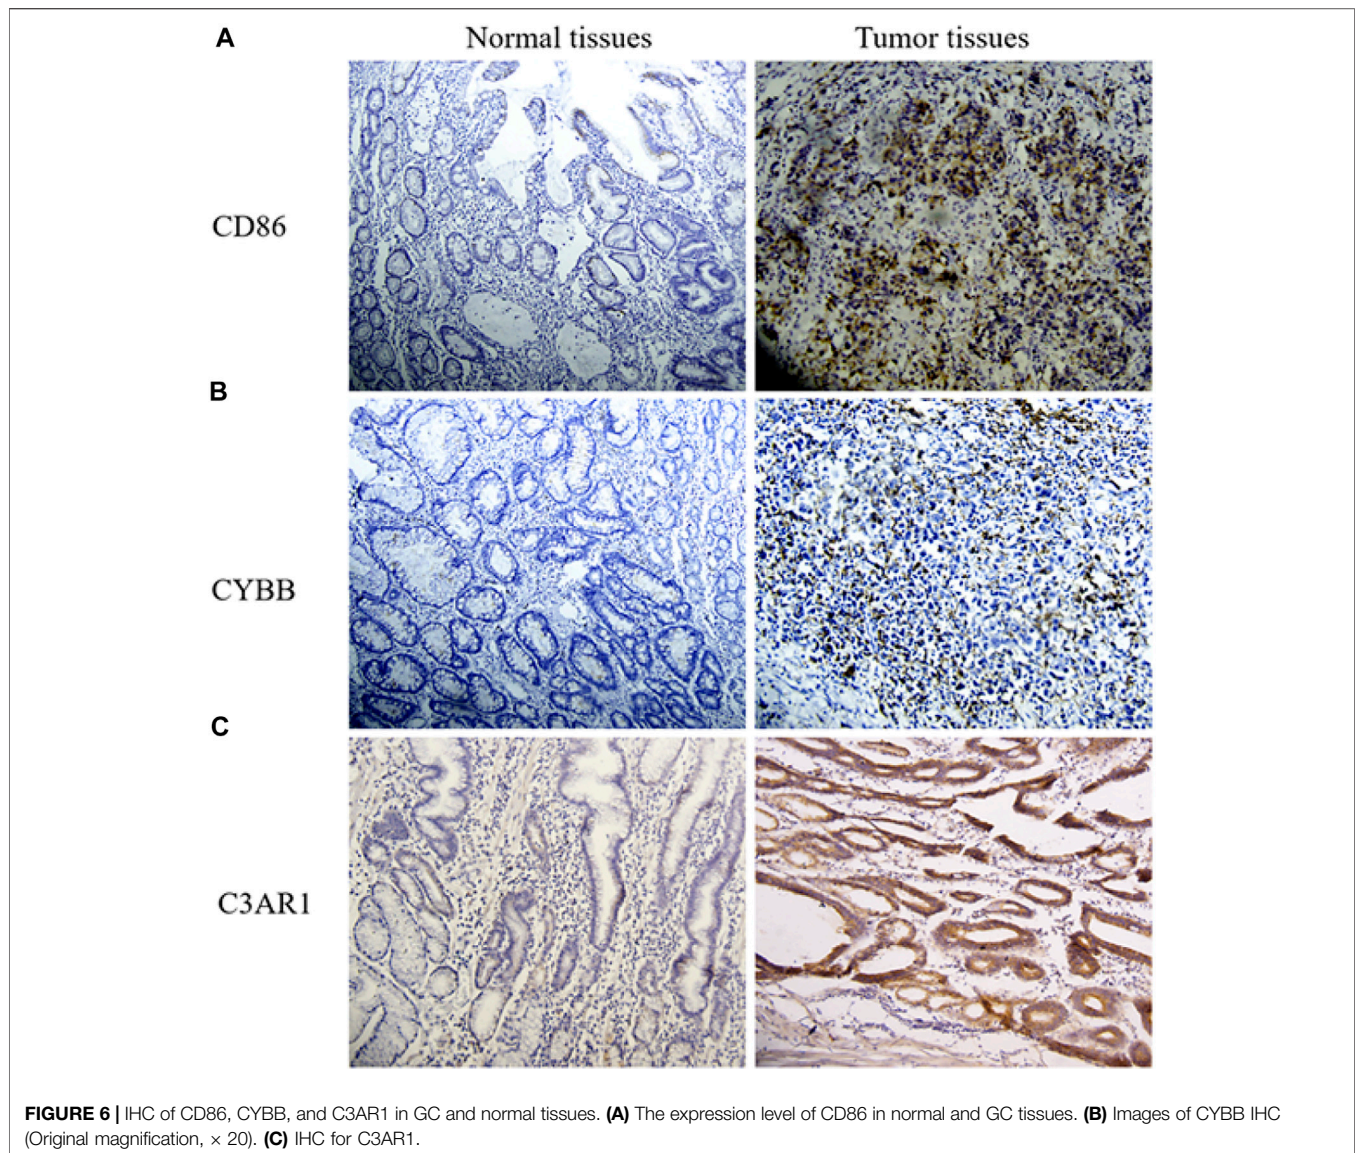 A
Normal tissues
Tumor tissues
CD86
B
CYBB
C
C3AR1
FIGURE 6 | IHC of CD86, CYBB, and C3AR1 in GC and normal tissues. (A) The expression level of CD86 in normal and GC tissues. (B) Images of CYBB IHC
(Original magnification, × 20). (C) IHC for C3AR1.